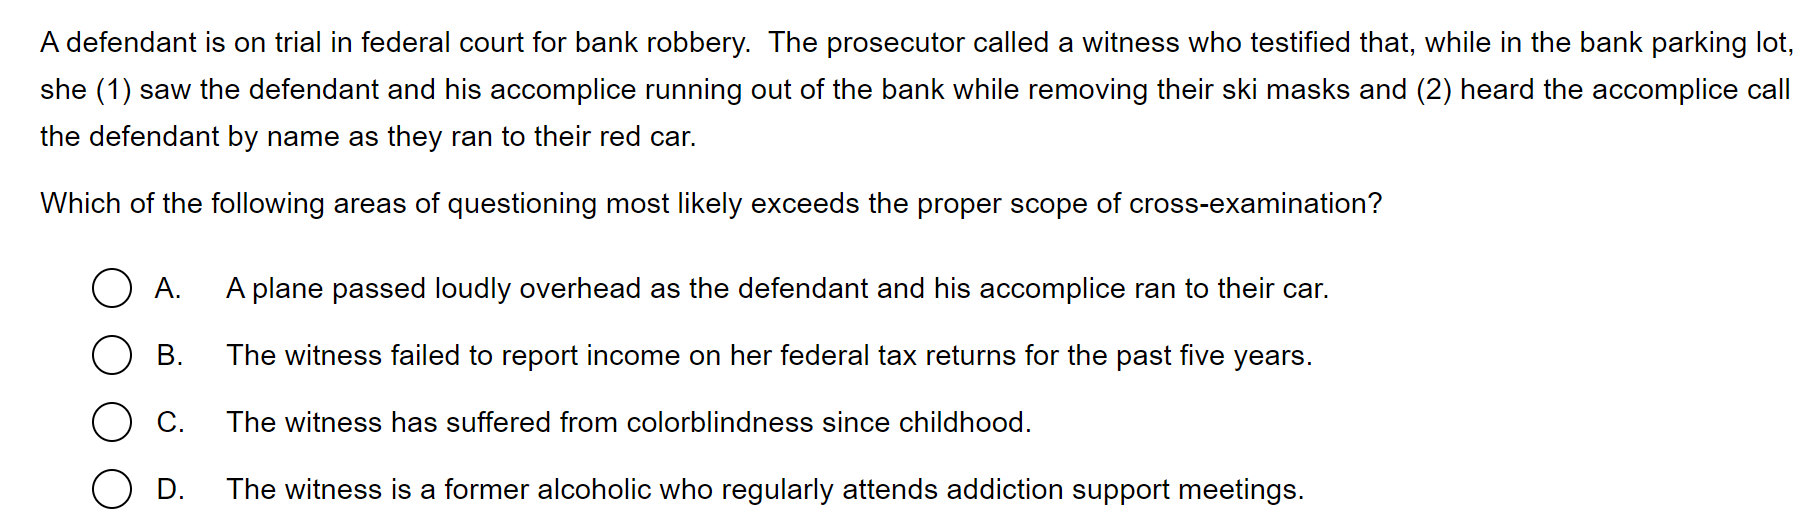 A defendant is on trial in federal court for bank robbery.  The prosecutor called a witness who testified that, while in the bank parking lot,
she (1) saw the defendant and his accomplice running out of the bank while removing their ski masks and (2) heard the accomplice call
the defendant by name as they ran to their red car.
Which of the following areas of questioning most likely exceeds the proper scope of cross-examination?
A. A plane passed loudly overhead as the defendant and his accomplice ran to their car.
B. The witness failed to report income on her federal tax returns for the past five years.
C. The witness has suffered from colorblindness since childhood.
D. The witness is a former alcoholic who regularly attends addiction support meetings.